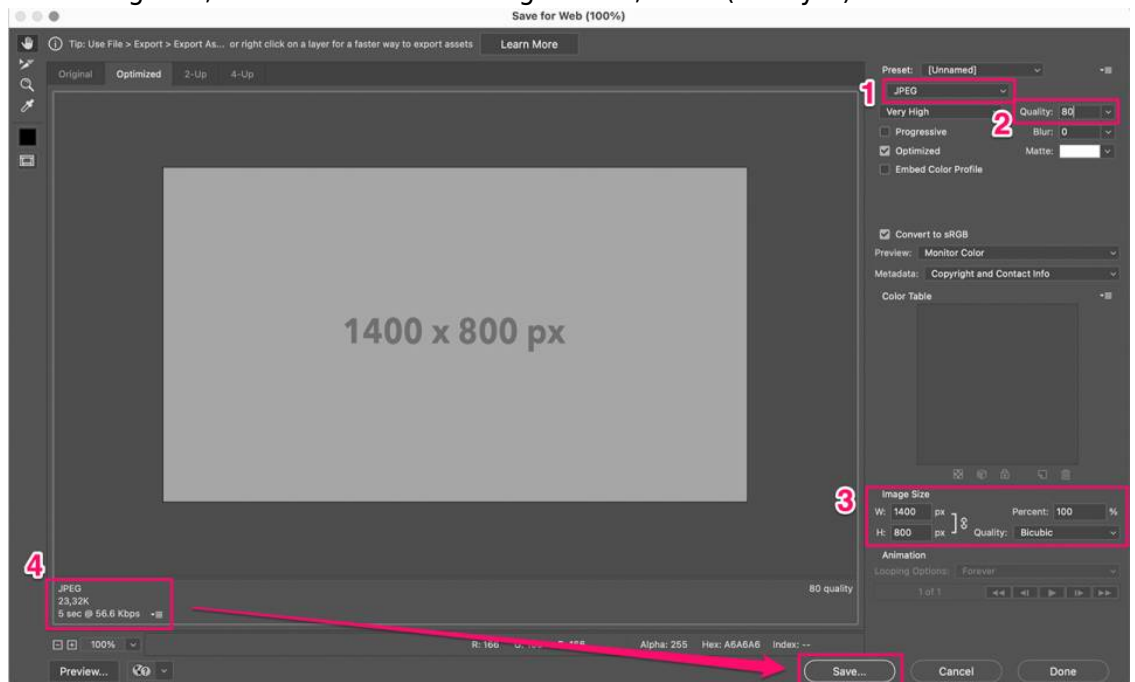 Save for Web (100%)
Tip: Use File > Export > Export As... or right click on a layer for a faster way to export assets
Learn More
Original Optimized 2-Up 4-Up
Preset: [Unnamed]
1 JPEG
Very High 2 Quality: 80
Progressive Blur: 0
Optimized Matte:
Embed Color Profile
Convert to sRGB
Preview: Monitor Color
Metadata: Copyright and Contact Info
Color Table
1400 x 800 px
3 Image Size
W: 1400 px Percent: 100 %
H: 800 px Quality: Bicubic
Animation
Looping Options: Forever
1 of 1
4
JPEG 80 quality
23,32K
5 sec @ 56.6 Kbps
100% R: 166 Alpha: 255 Hex: A6A6A6 Index: --
Preview... Save... Cancel Done